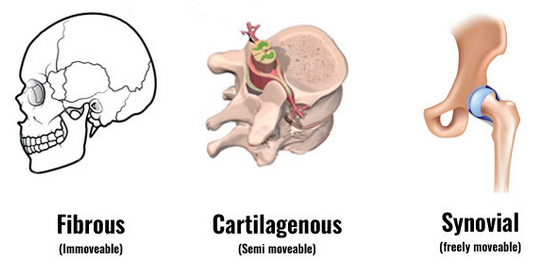 Fibrous
(Immoveable)
Cartilagenous
(Semi moveable)
Synovial
(freely moveable)